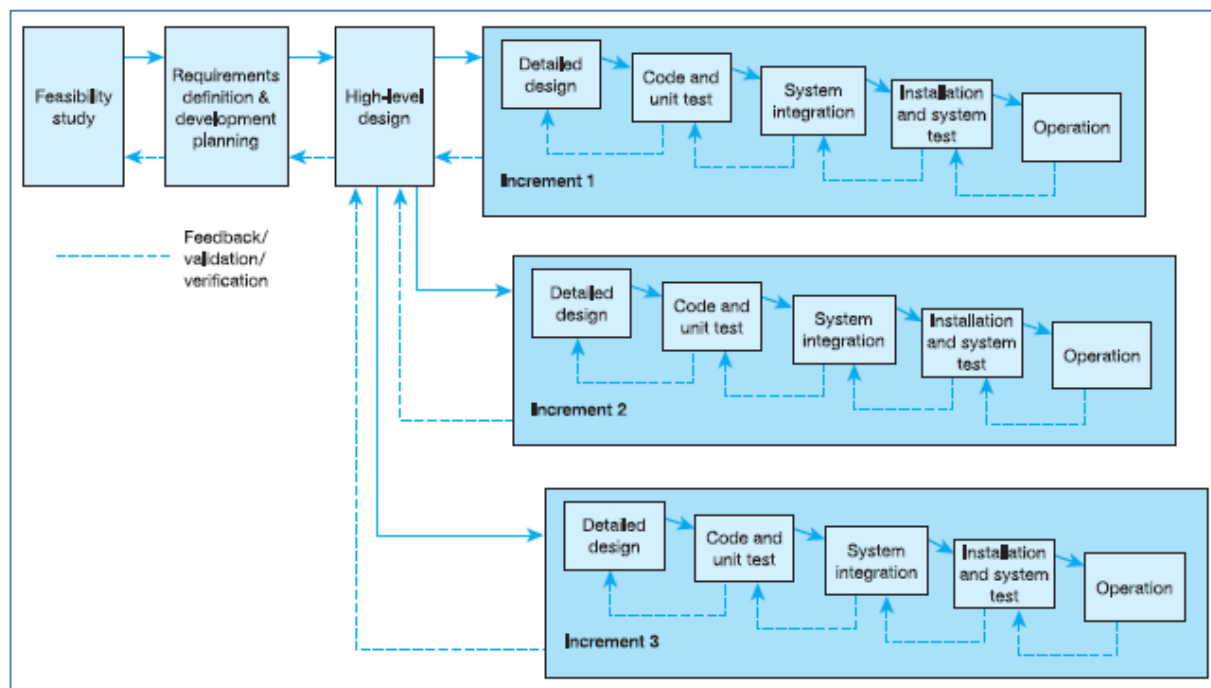 Feasibility
study
Requirements
definition &
development
planning
High-level
design
Detailed
design
Code and
unit test
System
integration
Installation
and system
test
Operation
Increment 1
Feedback/
validation/
verification
Detailed
design
Code and
unit test
System
integration
Installation
and system
test
Operation
Increment 2
Detailed
design
Code and
unit test
System
integration
Installation
and system
test
Operation
Increment 3